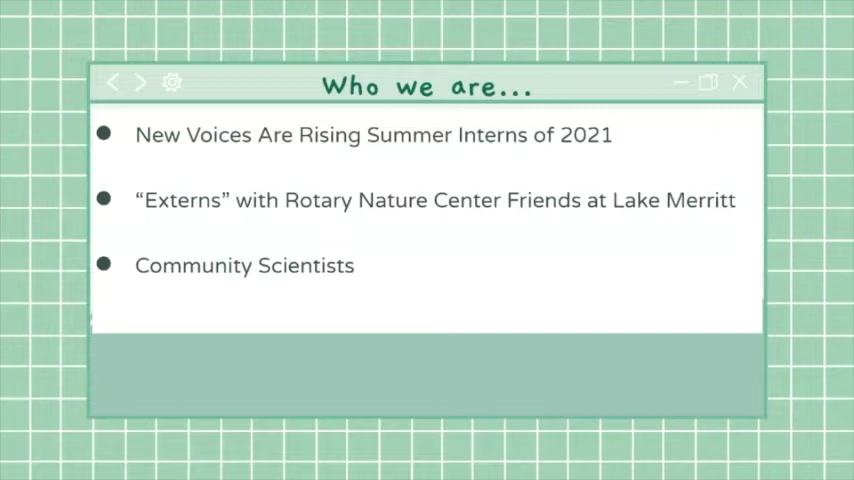 Who we are...
● New Voices Are Rising Summer Interns of 2021
● “Externs” with Rotary Nature Center Friends at Lake Merritt
● Community Scientists